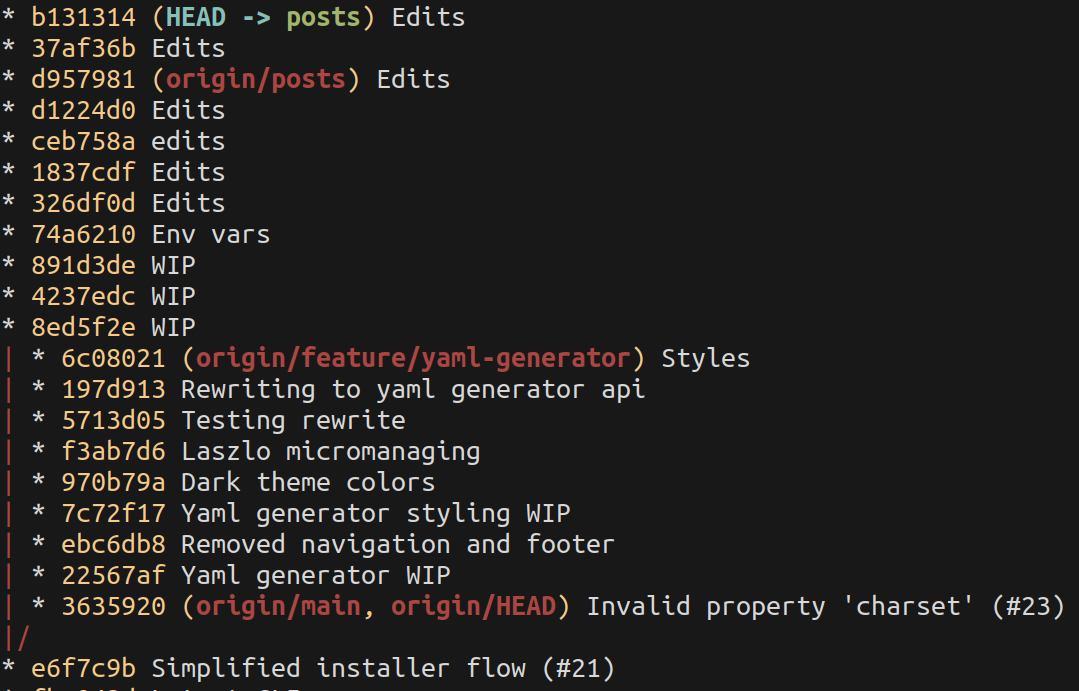 * b131314 (HEAD -> posts) Edits
* 37af36b Edits
* d957981 (origin/posts) Edits
* d1224d0 Edits
* ceb758a edits
* 1837cdf Edits
* 326df0d Edits
* 74a6210 Env vars
* 891d3de WIP
* 4237edc WIP
* 8ed5f2e WIP
| * 6c08021 (origin/feature/yaml-generator) Styles
| * 197d913 Rewriting to yaml generator api
| * 5713d05 Testing rewrite
| * f3ab7d6 Laszlo micromanaging
| * 970b79a Dark theme colors
| * 7c72f17 Yaml generator styling WIP
| * ebc6db8 Removed navigation and footer
| * 22567af Yaml generator WIP
| * 3635920 (origin/main, origin/HEAD) Invalid property 'charset' (#23)
|/
* e6f7c9b Simplified installer flow (#21)